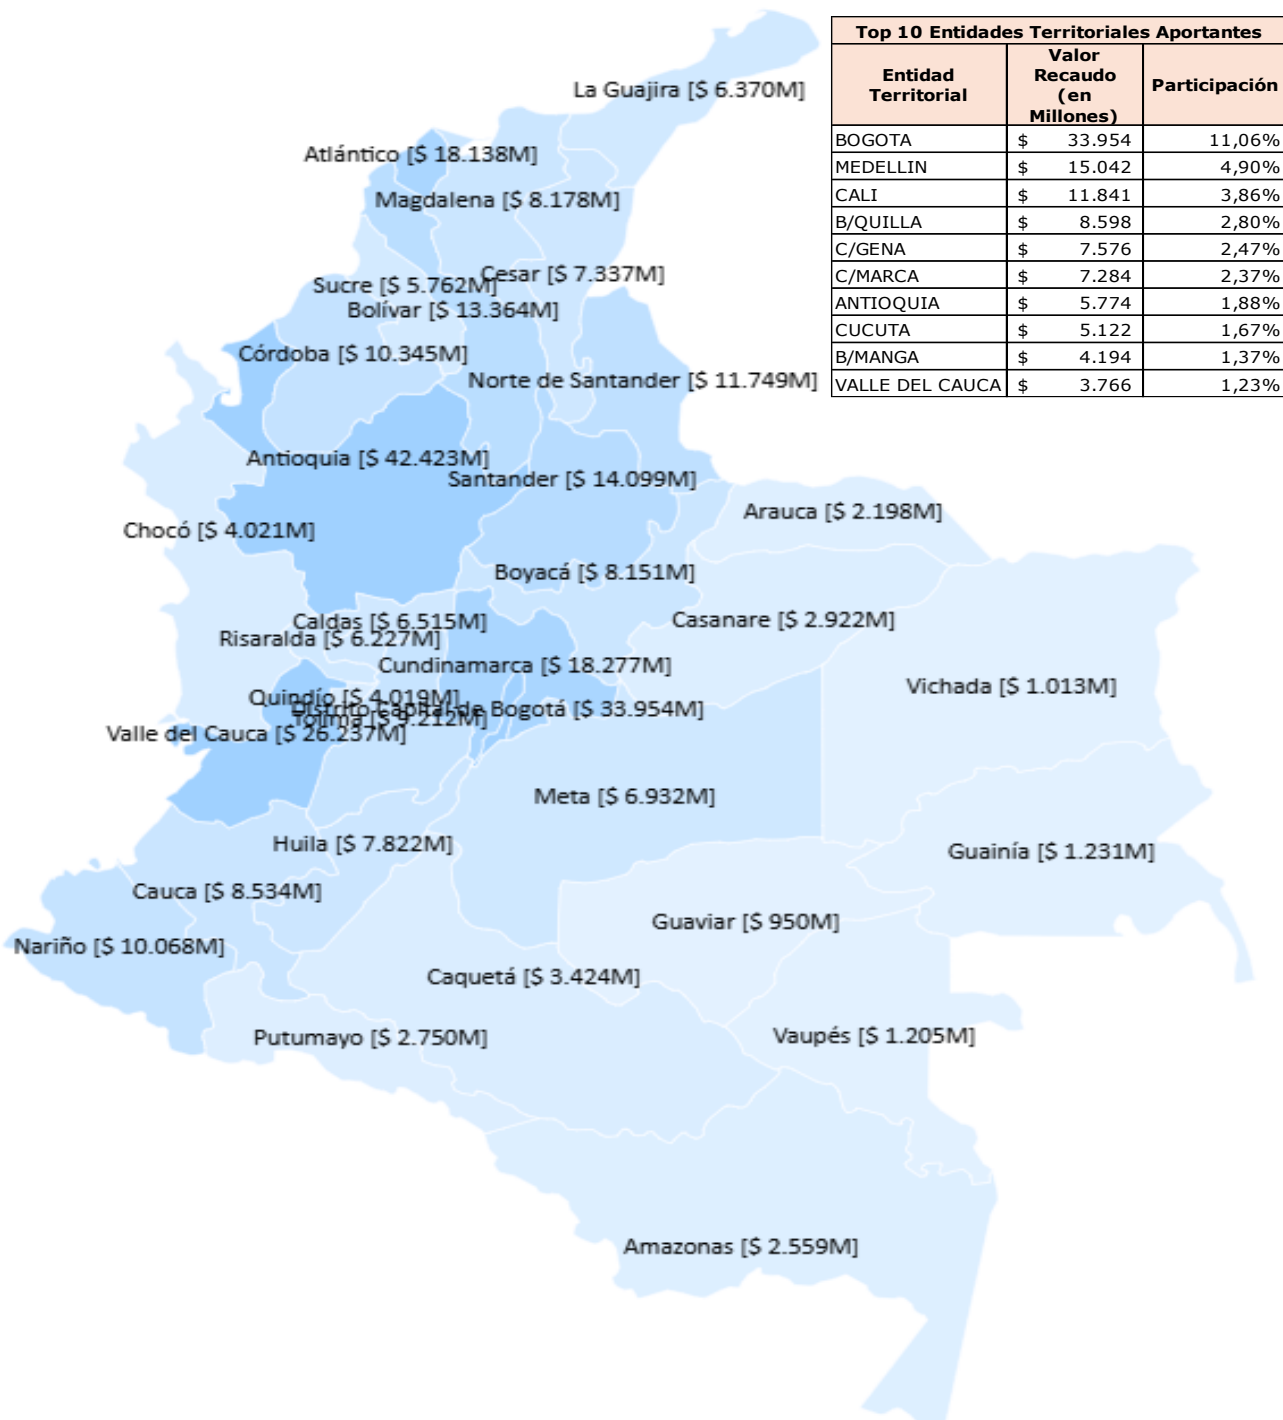 Top 10 Entidades Territoriales Aportantes
Entidad Territorial | Valor Recaudo (en Millones) | Participación
BOGOTA $ 33.954 11,06%
MEDELLIN $ 15.042 4,90%
CALI $ 11.841 3,86%
B/QUILLA $ 8.598 2,80%
C/GENA $ 7.576 2,47%
C/MARCA $ 7.284 2,37%
ANTIOQUIA $ 5.774 1,88%
CUCUTA $ 5.122 1,67%
B/MANGA $ 4.194 1,37%
VALLE DEL CAUCA $ 3.766 1,23%
La Guajira [$ 6.370M]
Atlántico [$ 18.138M]
Magdalena [$ 8.178M]
Cesar [$ 7.337M]
Sucre [$ 5.762M]
Bolívar [$ 13.364M]
Córdoba [$ 10.345M]
Norte de Santander [$ 11.749M]
Antioquia [$ 42.423M]
Santander [$ 14.099M]
Arauca [$ 2.198M]
Chocó [$ 4.021M]
Boyacá [$ 8.151M]
Caldas [$ 6.515M]
Casanare [$ 2.922M]
Risaralda [$ 6.227M]
Cundinamarca [$ 18.277M]
Vichada [$ 1.013M]
Quindío [$ 4.019M]
Distrito Capital de Bogotá [$ 33.954M]
Tolima [$ 9.212M]
Valle del Cauca [$ 26.237M]
Meta [$ 6.932M]
Huila [$ 7.822M]
Guainía [$ 1.231M]
Cauca [$ 8.534M]
Guaviar [$ 950M]
Nariño [$ 10.068M]
Caquetá [$ 3.424M]
Putumayo [$ 2.750M]
Vaupés [$ 1.205M]
Amazonas [$ 2.559M]